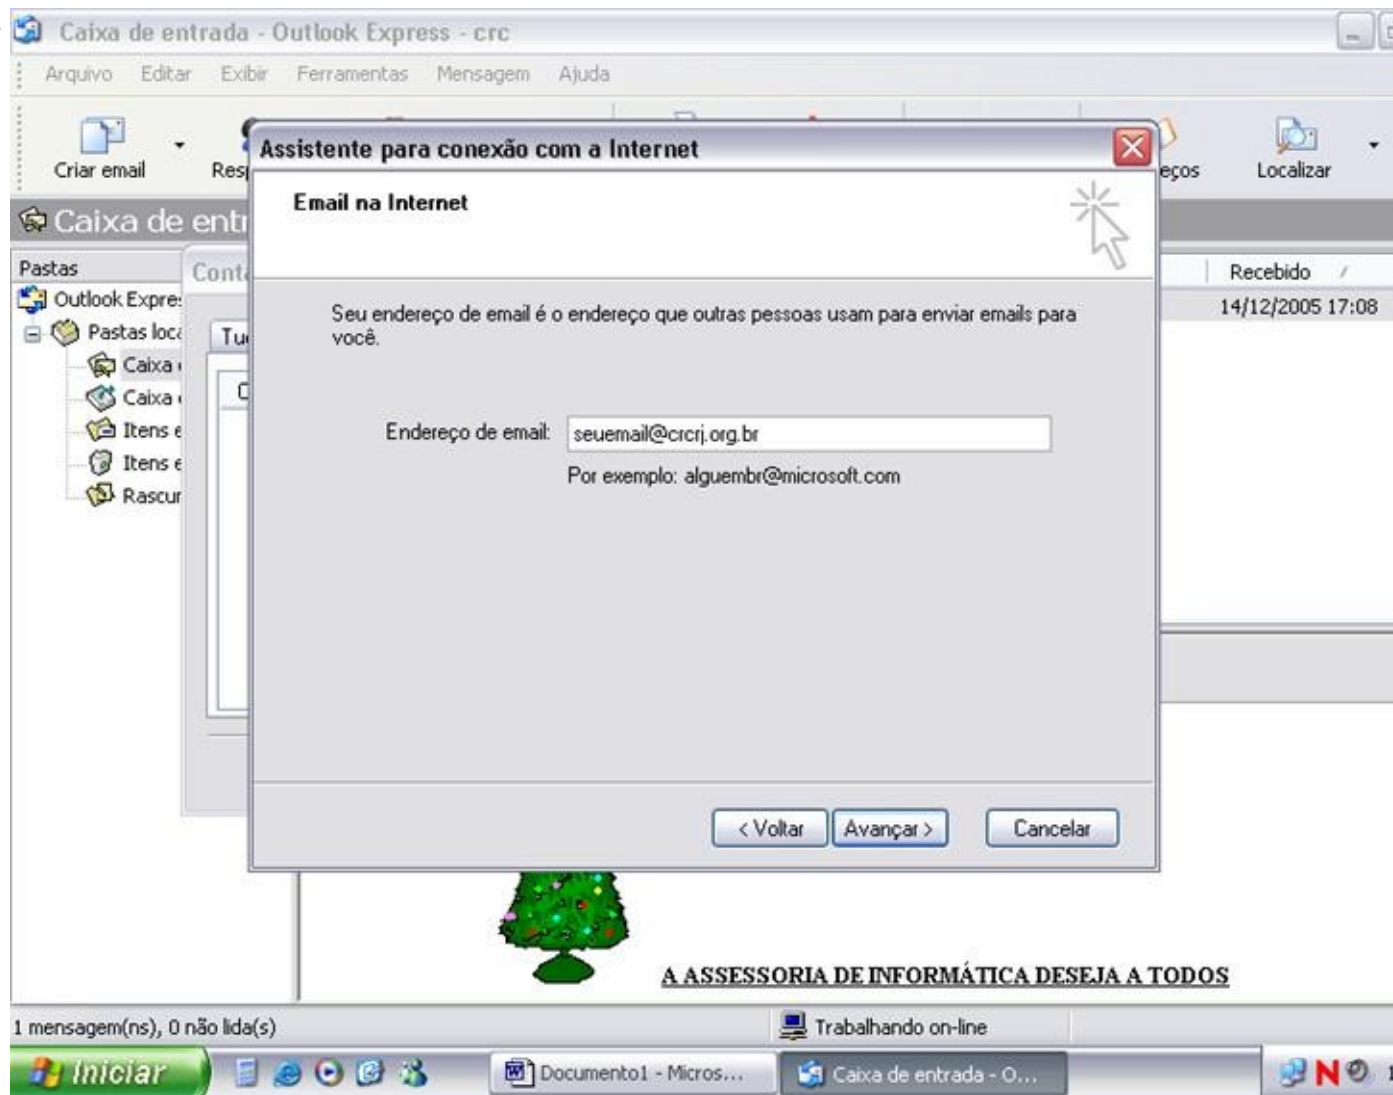 Caixa de entrada - Outlook Express - crc
Arquivo Editar Exibir Ferramentas Mensagem Ajuda
Criar email
Localizar
Caixa de
Assistente para conexão com a Internet
Email na Internet
Pastas
Recebido
Outlook Expre
14/12/2005 17:08
Pastas loca
Caixa
Caixa
Itens e
Itens e
Rascur
Seu endereço de email é o endereço que outras pessoas usam para enviar emails para
você.
Endereço de email: seuemail@crcrj.org.br
Por exemplo: alguembr@microsoft.com
< Voltar Avançar > Cancelar
A ASSESSORIA DE INFORMÁTICA DESEJA A TODOS
1 mensagem(ns), 0 não lida(s) Trabalhando on-line
Iniciar Documento1 - Micros... Caixa de entrada - O...